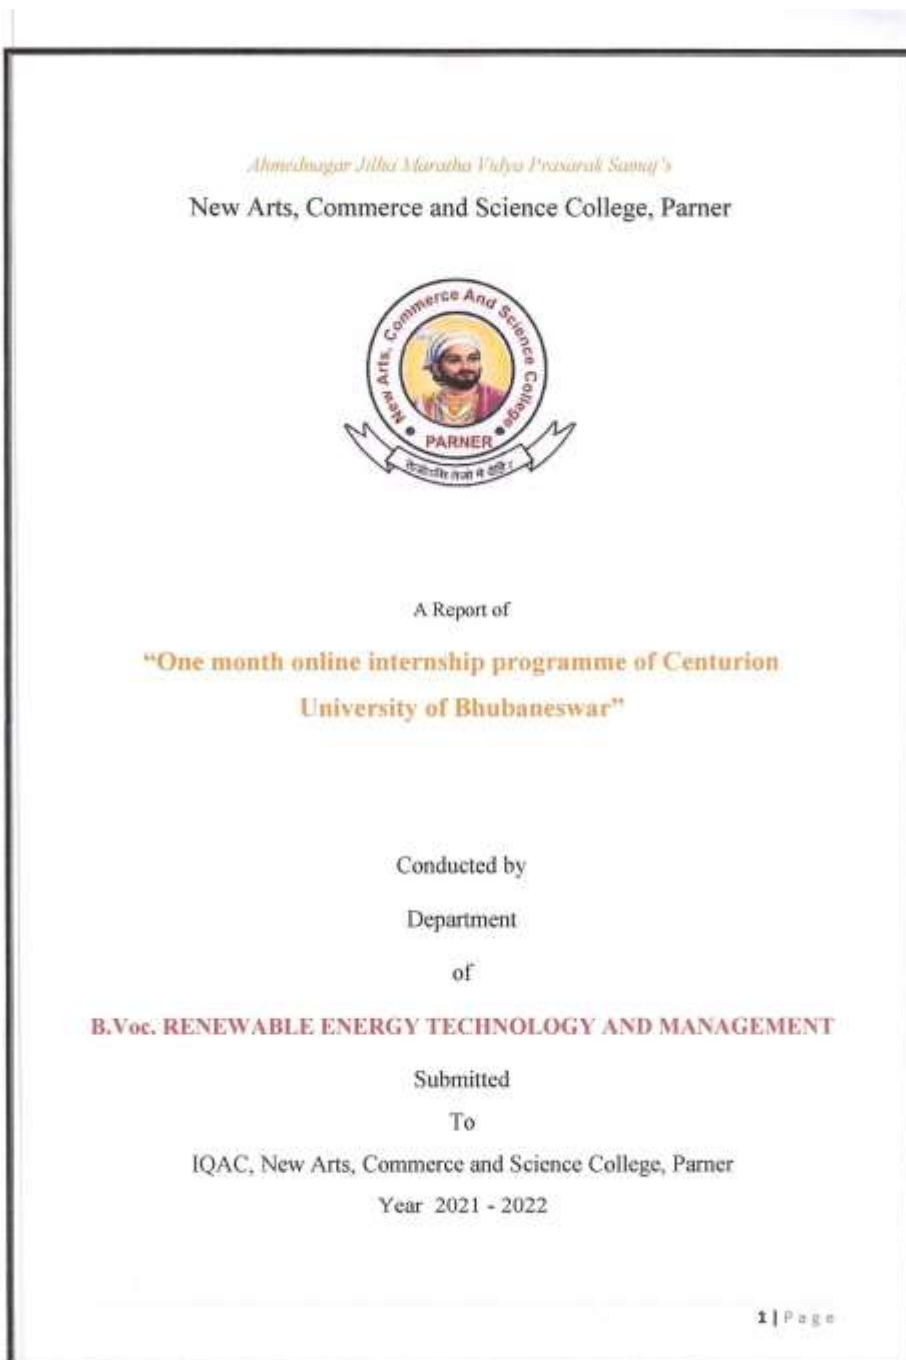 Ahmednagar Jilha Maratha Vidya Prasarak Samaj's
New Arts, Commerce and Science College, Parner
New Arts, Commerce And Science College
PARNER
तेजोऽसि तेजो मे देहि।
A Report of
“One month online internship programme of Centurion
University of Bhubaneswar”
Conducted by
Department
of
B.Voc. RENEWABLE ENERGY TECHNOLOGY AND MANAGEMENT
Submitted
To
IQAC, New Arts, Commerce and Science College, Parner
Year 2021 - 2022
1 | Page